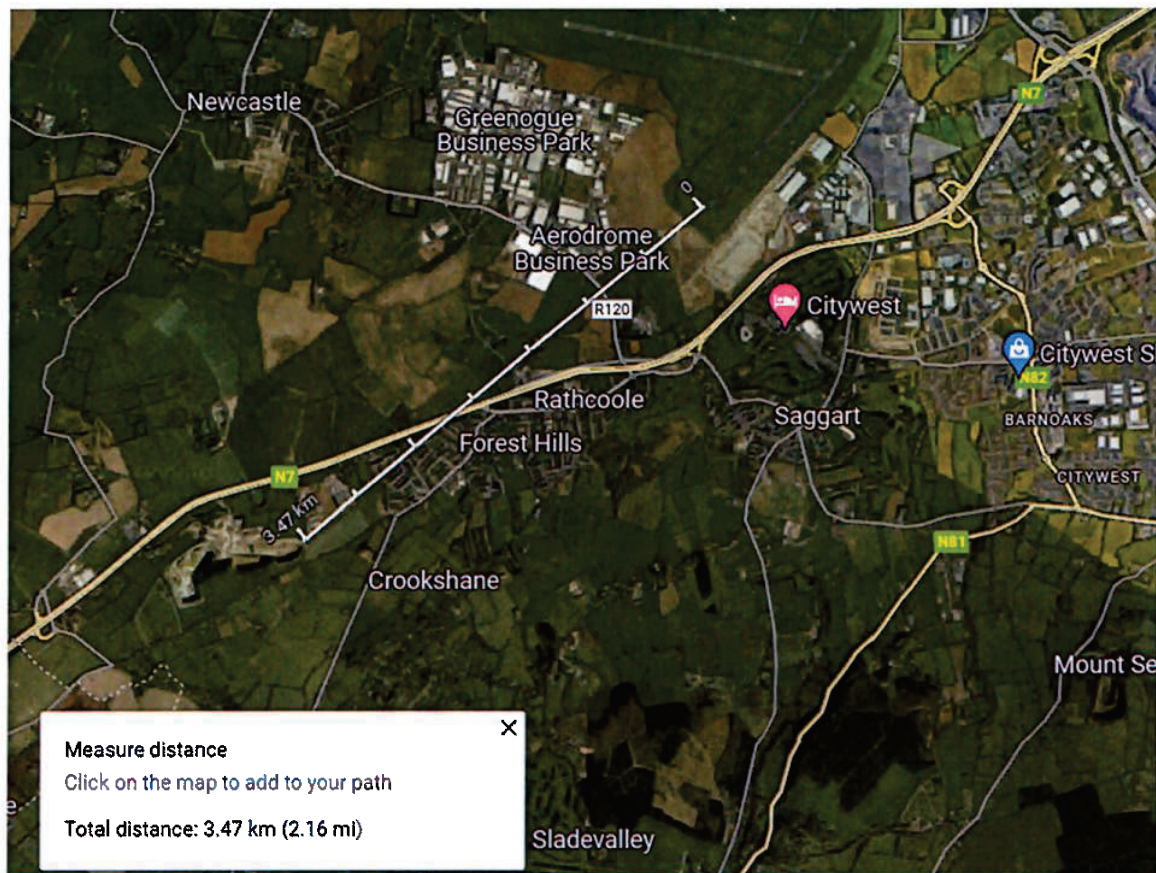 N7
Newcastle
Greenogue
Business Park
0
Aerodrome
Business Park
R120
Citywest
Citywest S
N82
Rathcoole
Saggart
BARNOAKS
Forest Hills
N7
CITYWEST
3.47 km
N81
Crookshane
Mount Se
Measure distance
Click on the map to add to your path
Total distance: 3.47 km (2.16 mi)
e
Sladevalley